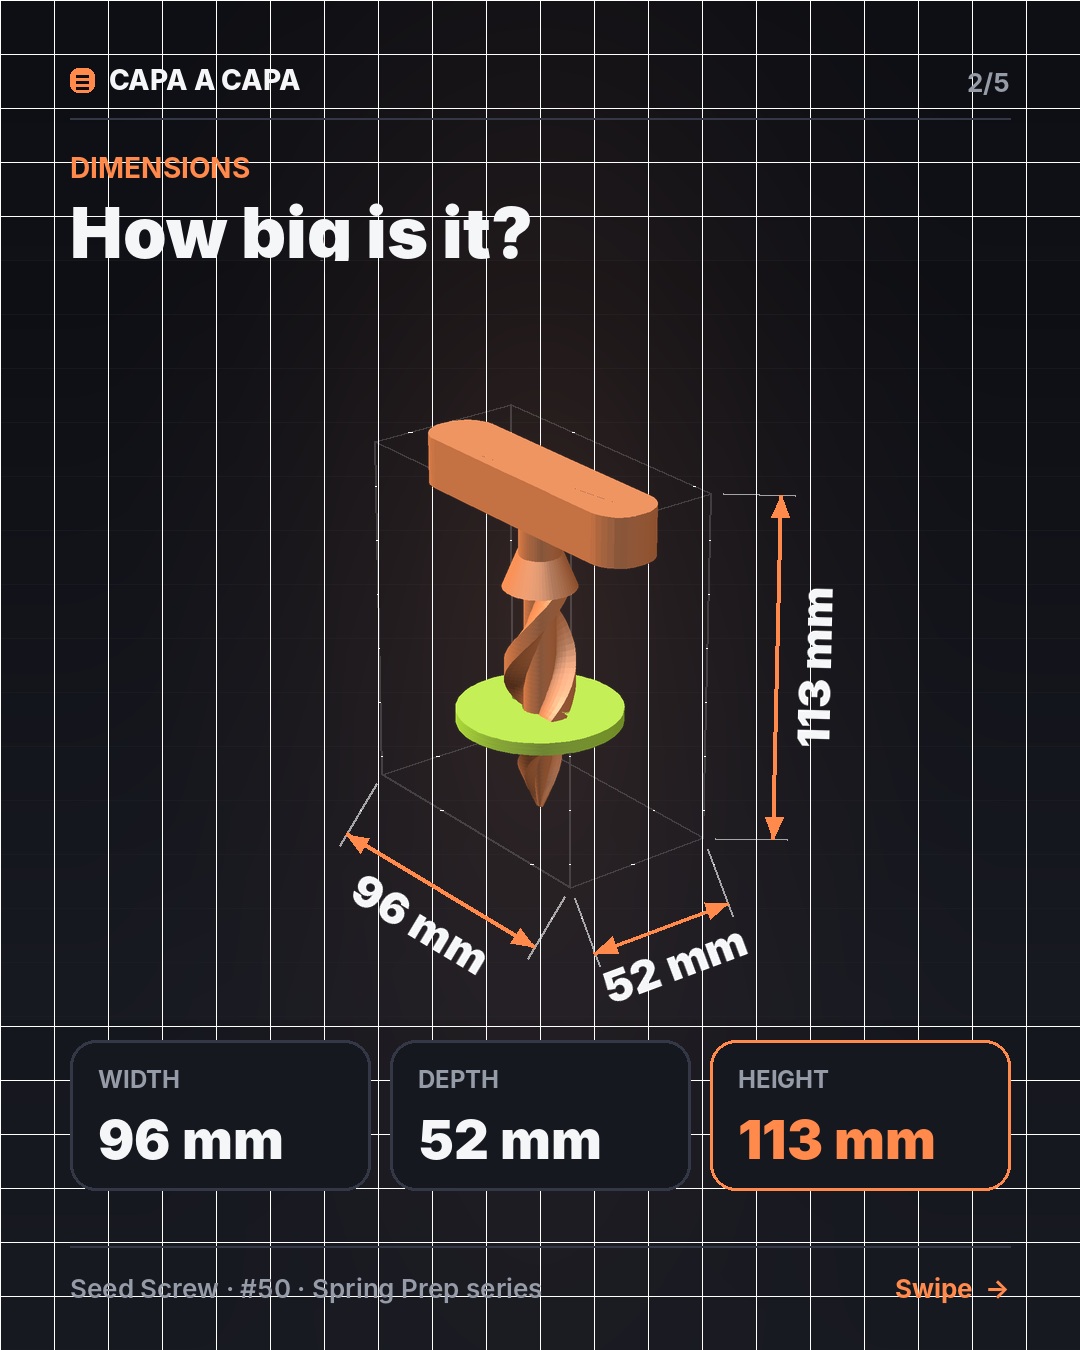 CAPA A CAPA
2/5
DIMENSIONS
How big is it?
113 mm
96 mm
52 mm
WIDTH
96 mm
DEPTH
52 mm
HEIGHT
113 mm
Seed Screw · #50 · Spring Prep series
Swipe →